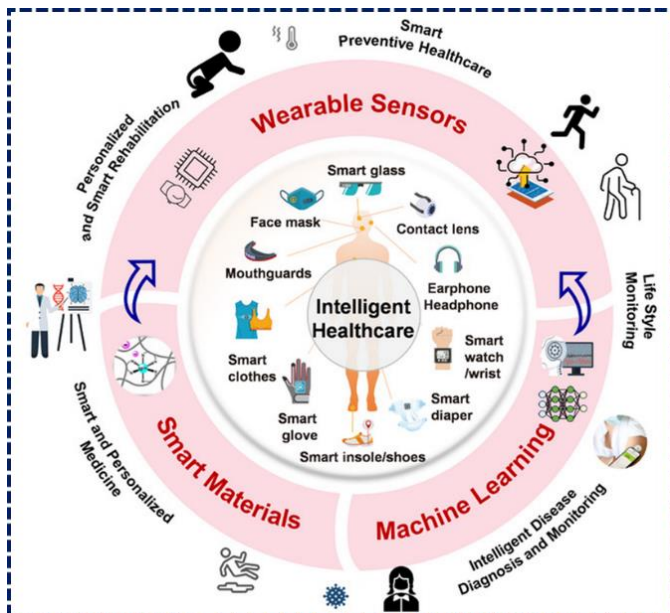 Smart
Preventive Healthcare
Personalized
and Smart Rehabilitation
Wearable Sensors
Smart glass
Face mask
Contact lens
Mouthguards
Earphone
Headphone
Intelligent
Healthcare
Smart
clothes
Smart
watch
/wrist
Smart
glove
Smart
diaper
Smart insole/shoes
Life Style
Monitoring
Smart and Personalized
Medicine
Smart Materials
Machine Learning
Intelligent Disease
Diagnosis and Monitoring